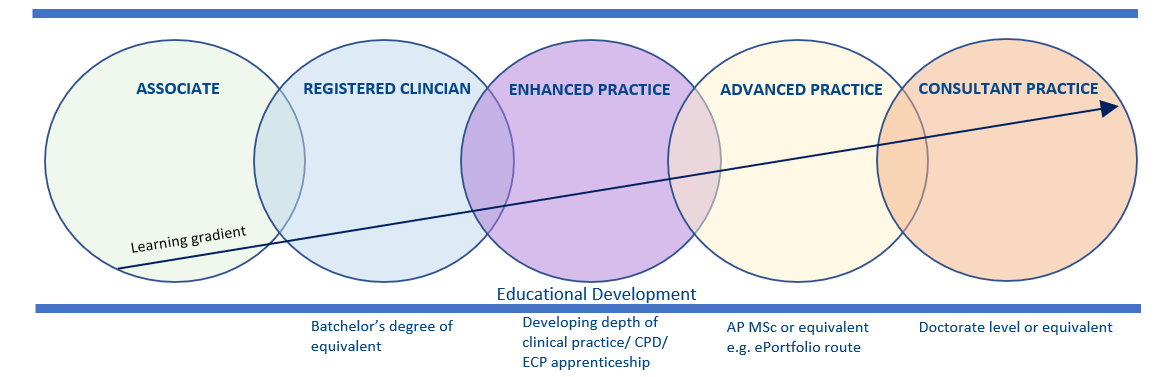 ASSOCIATE
REGISTERED CLINCIAN
ENHANCED PRACTICE
ADVANCED PRACTICE
CONSULTANT PRACTICE
Learning gradient
Educational Development
Batchelor's degree of
equivalent
Developing depth of
clinical practice/ CPD/
ECP apprenticeship
AP MSc or equivalent
e.g. ePortfolio route
Doctorate level or equivalent